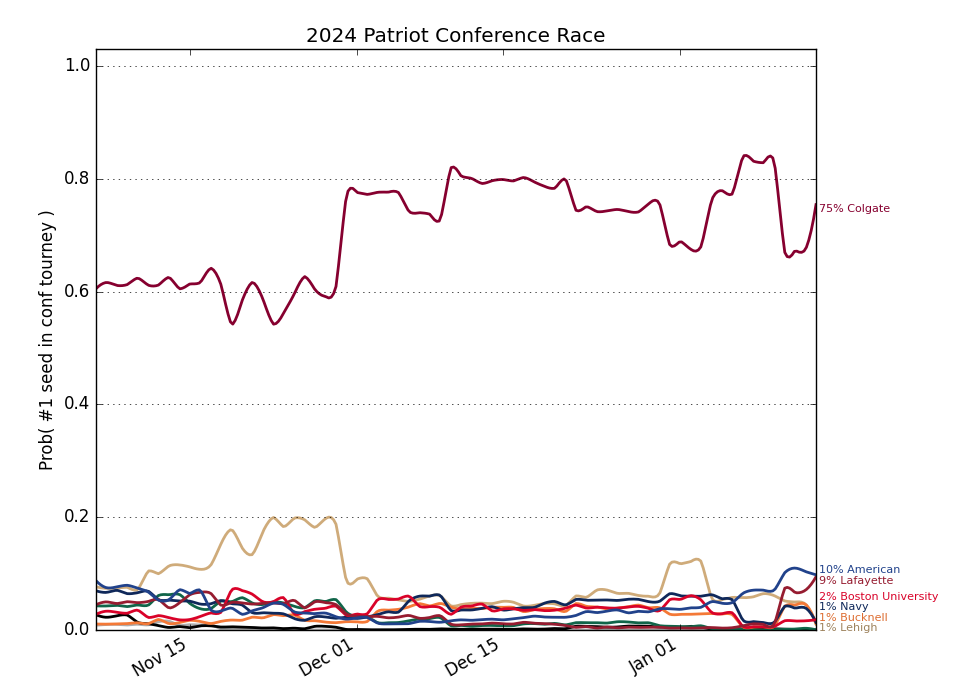 2024 Patriot Conference Race
Prob( #1 seed in conf tourney )
1.0
0.8
0.6
0.4
0.2
0.0
Nov 15
Dec 01
Dec 15
Jan 01
75% Colgate
10% American
9% Lafayette
2% Boston University
1% Navy
1% Bucknell
1% Lehigh